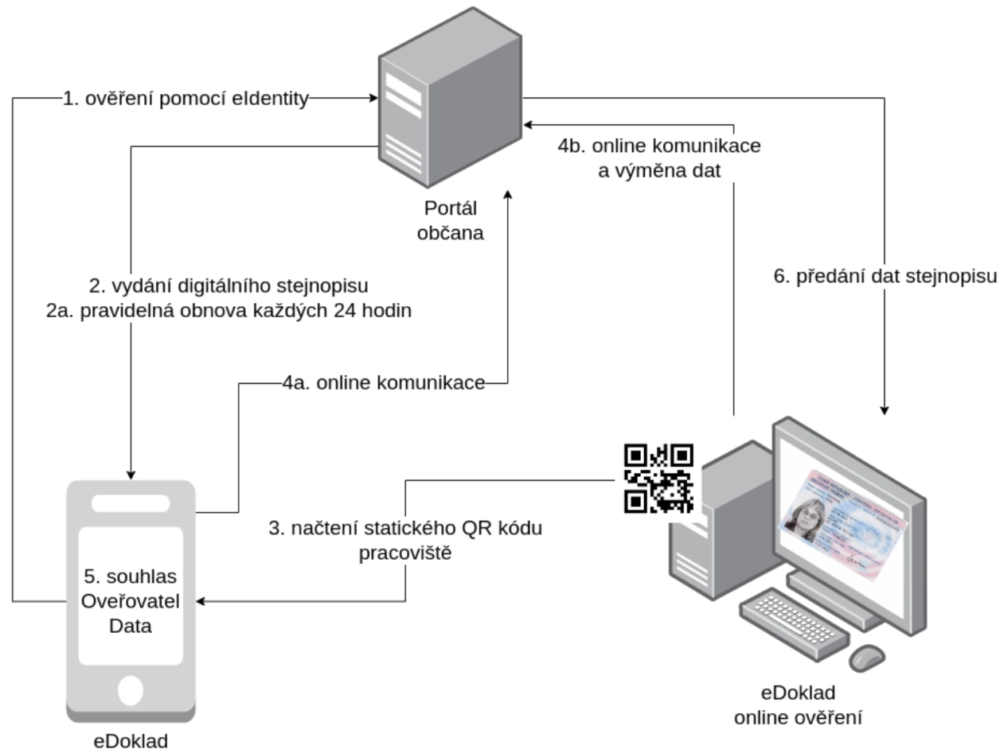 1. ověření pomocí eIdentity
4b. online komunikace
a výměna dat
Portál
občana
6. předání dat stejnopisu
2. vydání digitálního stejnopisu
2a. pravidelná obnova každých 24 hodin
4a. online komunikace
3. načtení statického QR kódu
pracoviště
5. souhlas
Oveřovatel
Data
eDoklad
online ověření
eDoklad